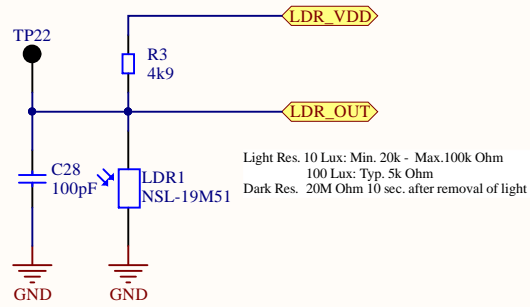 LDR_VDD
TP22
R3
4k9
LDR_OUT
C28
100pF
LDR1
NSL-19M51
Light Res. 10 Lux: Min. 20k - Max.100k Ohm
100 Lux: Typ. 5k Ohm
Dark Res. 20M Ohm 10 sec. after removal of light
GND
GND